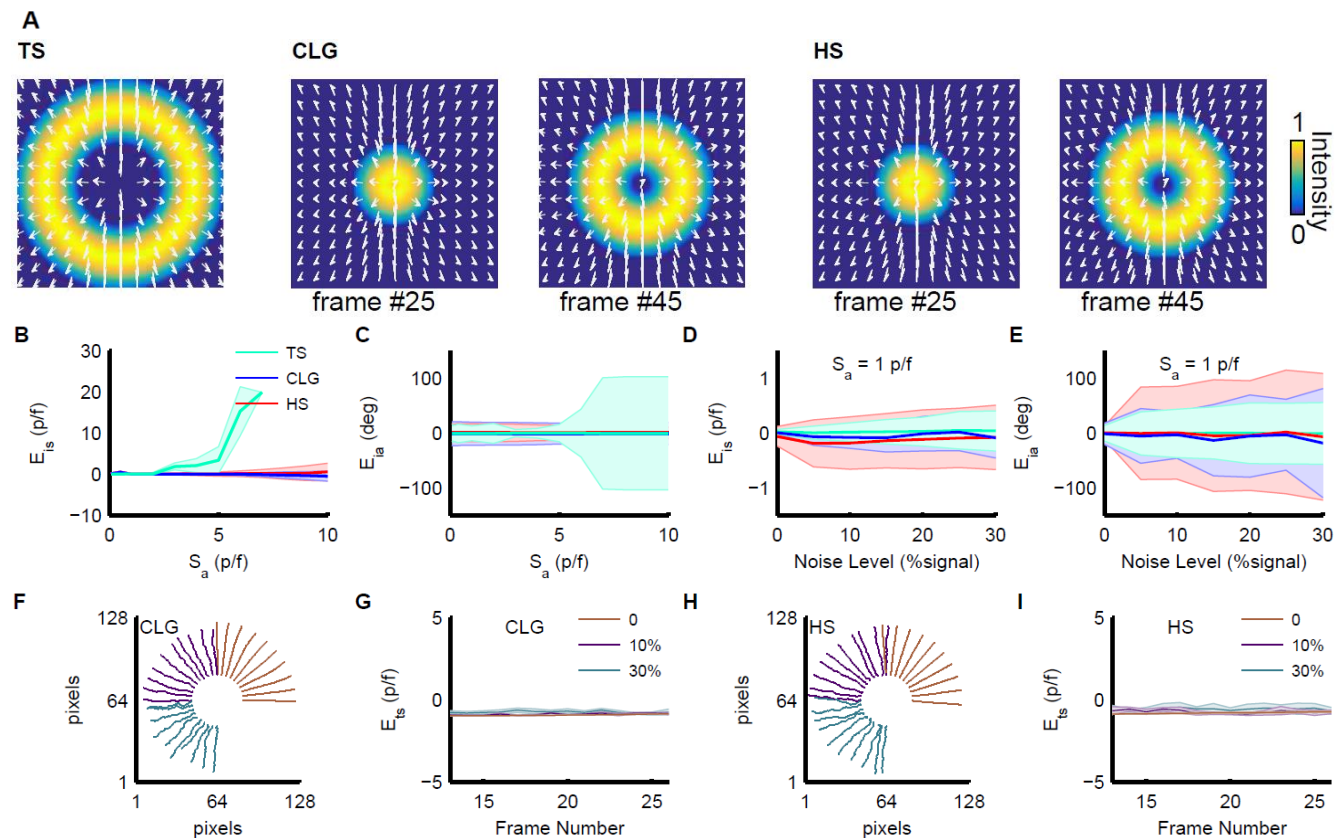 A
TS
CLG
HS
frame #25
frame #45
frame #25
frame #45
1
Intensity
0
B
30
20
10
0
−10
E_is (p/f)
TS
CLG
HS
0
5
10
S_a (p/f)
C
100
0
−100
E_ia (deg)
0
5
10
S_a (p/f)
D
S_a = 1 p/f
1
0
−1
E_is (p/f)
0
10
20
30
Noise Level (%signal)
E
S_a = 1 p/f
100
0
−100
E_ia (deg)
0
10
20
30
Noise Level (%signal)
F
CLG
128
64
1
pixels
1
64
128
pixels
G
CLG
0
10%
30%
5
0
−5
E_ts (p/f)
15
20
25
Frame Number
H
HS
128
64
1
pixels
1
64
128
pixels
I
HS
0
10%
30%
5
0
−5
E_ts (p/f)
15
20
25
Frame Number